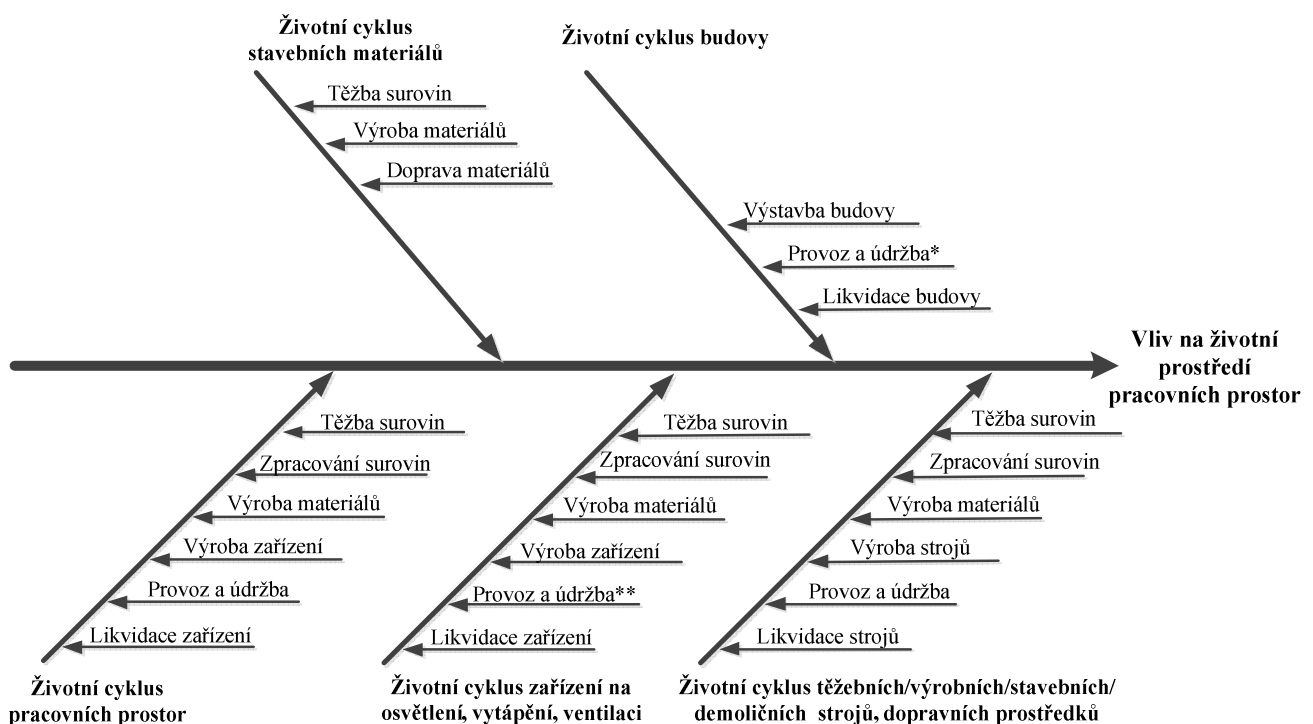 Životní cyklus
stavebních materiálů
Těžba surovin
Výroba materiálů
Doprava materiálů
Životní cyklus budovy
Výstavba budovy
Provoz a údržba*
Likvidace budovy
Vliv na životní
prostředí
pracovních prostor
Těžba surovin
Zpracování surovin
Výroba materiálů
Výroba zařízení
Provoz a údržba
Likvidace zařízení
Životní cyklus
pracovních prostor
Těžba surovin
Zpracování surovin
Výroba materiálů
Výroba zařízení
Provoz a údržba**
Likvidace zařízení
Životní cyklus zařízení na
osvětlení, vytápění, ventilaci
Těžba surovin
Zpracování surovin
Výroba materiálů
Výroba strojů
Provoz a údržba
Likvidace strojů
Životní cyklus těžebních/výrobních/stavebních/
demoličních strojů, dopravních prostředků